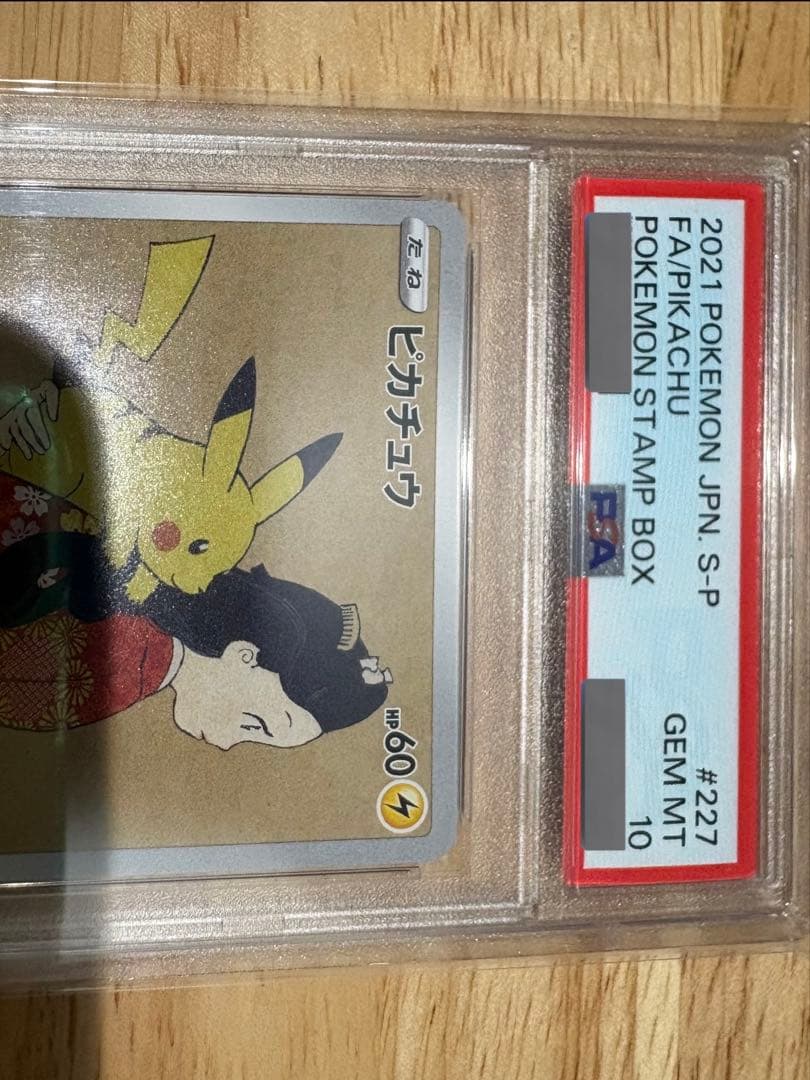 2021 POKEMON JPN. S-P #227
FA/PIKACHU GEM MT
POKEMON STAMP BOX 10
PSA
たね ピカチュウ HP60